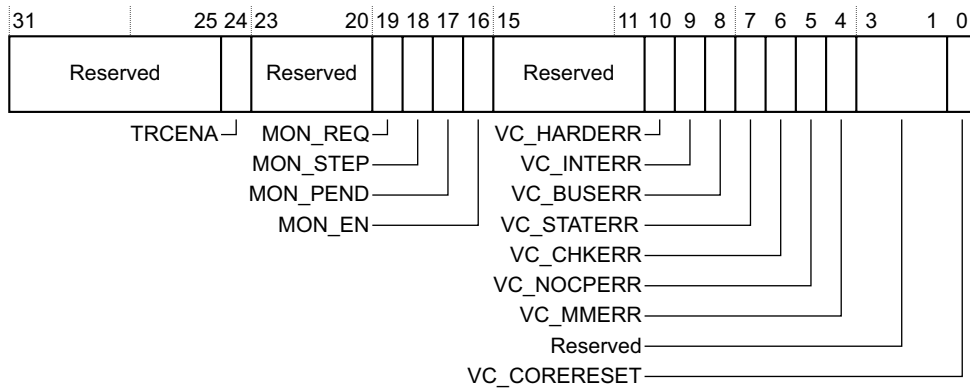 31 25 24 23 20 19 18 17 16 15 11 10 9 8 7 6 5 4 3 1 0
Reserved Reserved Reserved
TRCENA MON_REQ VC_HARDERR
MON_STEP VC_INTERR
MON_PEND VC_BUSERR
MON_EN VC_STATERR
VC_CHKERR
VC_NOCPERR
VC_MMERR
Reserved
VC_CORERESET